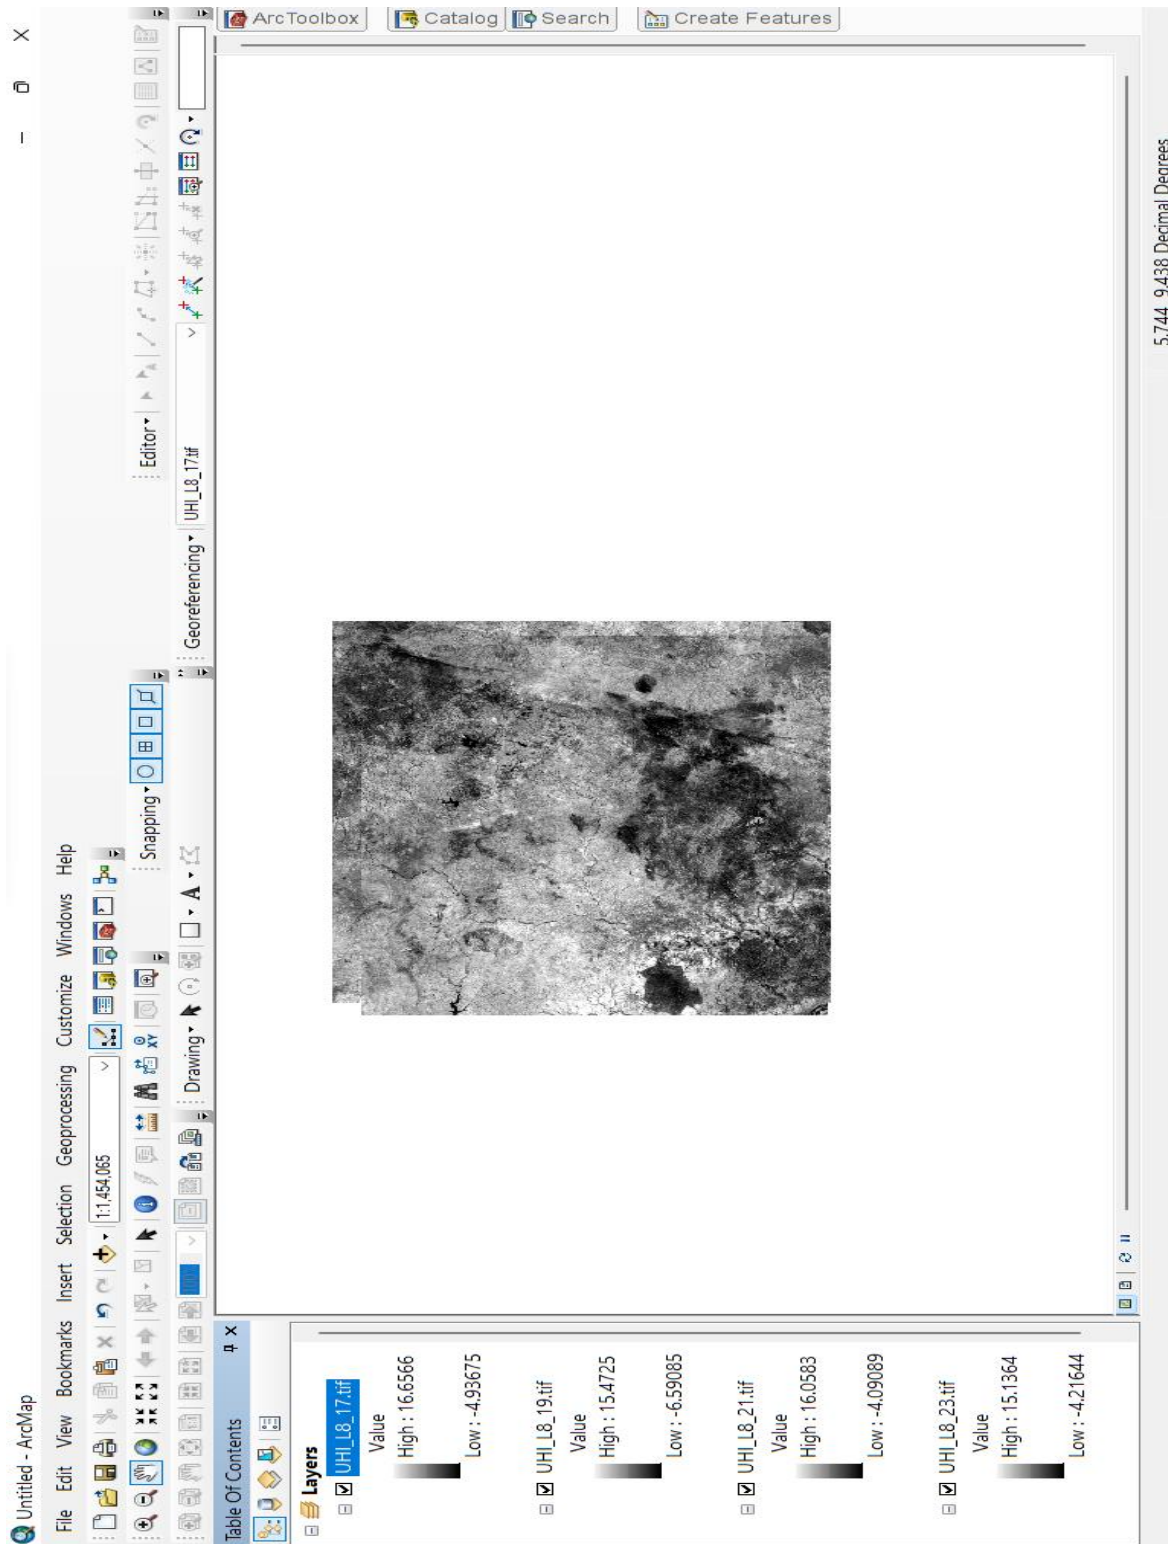 Untitled - ArcMap
File Edit View Bookmarks Insert Selection Geoprocessing Customize Windows Help
1:1,454,065
Snapping
Editor
Drawing
Georeferencing
UHI_L8_17.tif
Table Of Contents
Layers
UHI_L8_17.tif
Value
High : 16.6566
Low : -4.93675
UHI_L8_19.tif
Value
High : 15.4725
Low : -6.59085
UHI_L8_21.tif
Value
High : 16.0583
Low : -4.09089
UHI_L8_23.tif
Value
High : 15.1364
Low : -4.21644
ArcToolbox
Catalog
Search
Create Features
5.744 9.438 Decimal Degrees